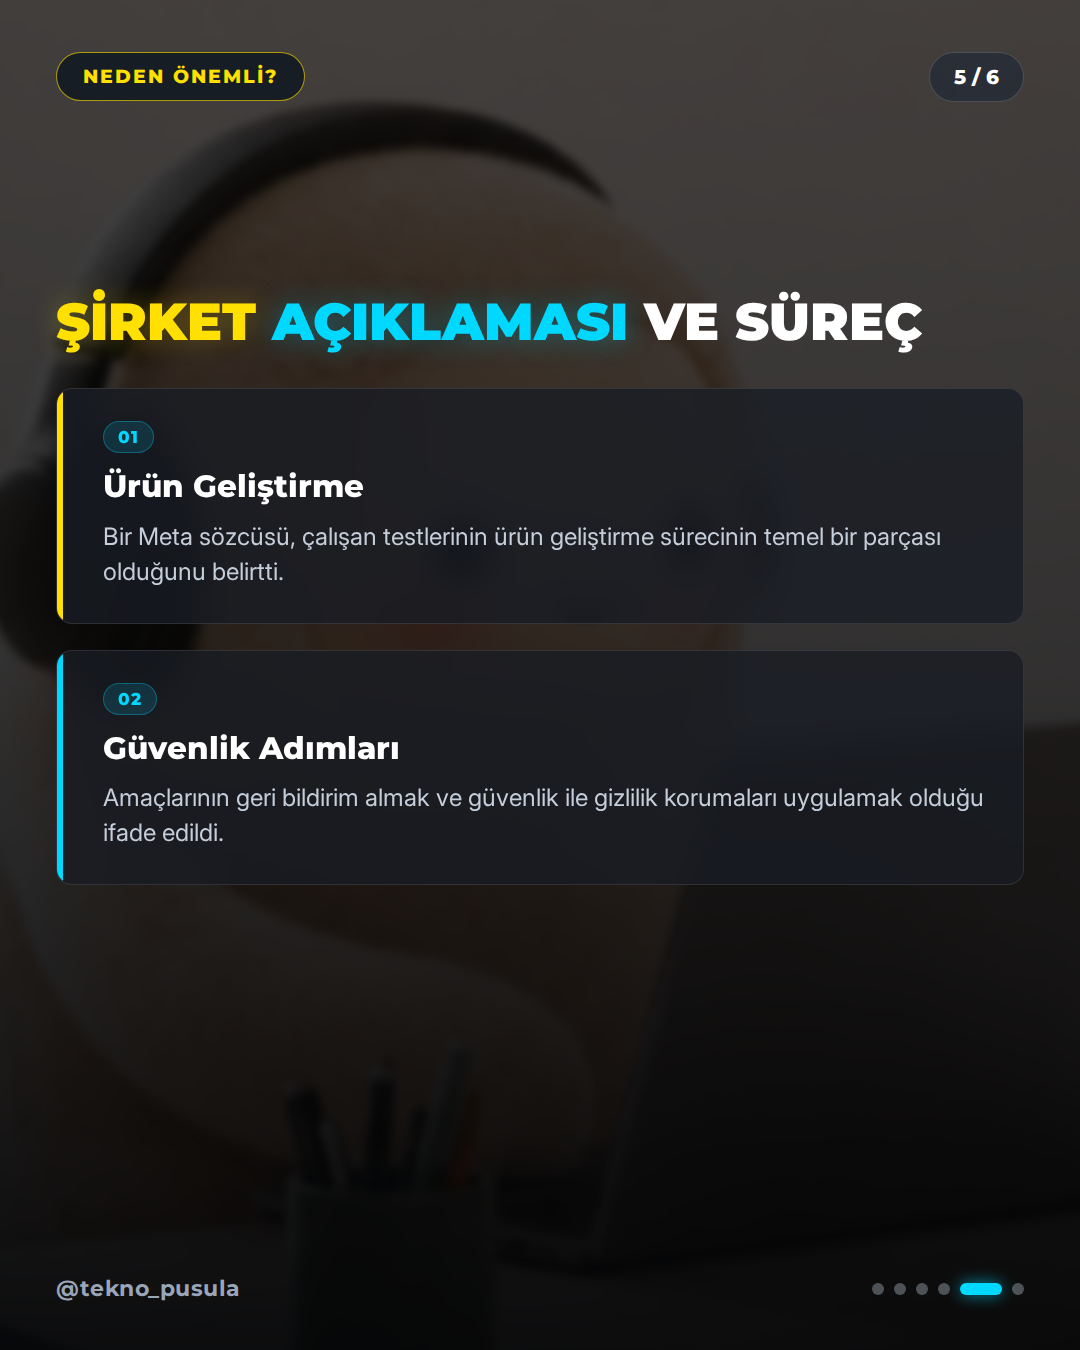 NEDEN ÖNEMLİ?
5 / 6
ŞİRKET AÇIKLAMASI VE SÜREÇ
01
Ürün Geliştirme
Bir Meta sözcüsü, çalışan testlerinin ürün geliştirme sürecinin temel bir parçası
olduğunu belirtti.
02
Güvenlik Adımları
Amaçlarının geri bildirim almak ve güvenlik ile gizlilik korumaları uygulamak olduğu
ifade edildi.
@tekno_pusula